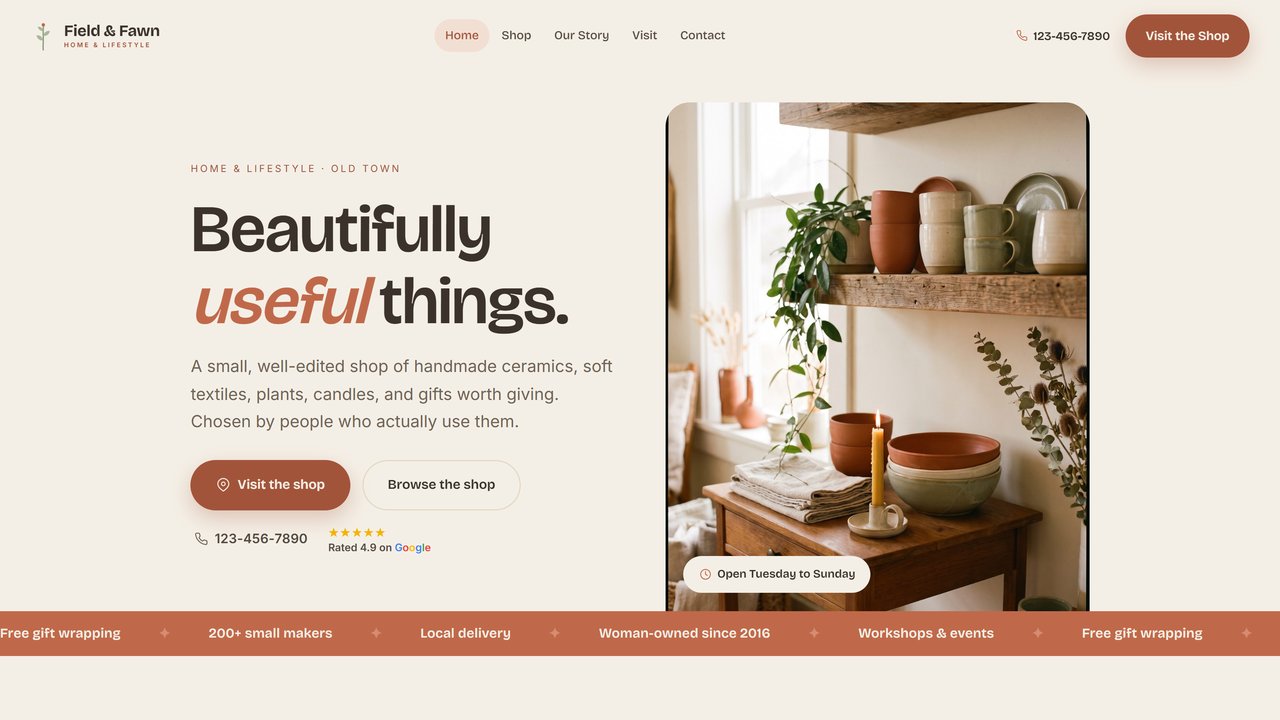 Field & Fawn
HOME & LIFESTYLE
Home
Shop
Our Story
Visit
Contact
123-456-7890
Visit the Shop
HOME & LIFESTYLE · OLD TOWN
Beautifully
useful things.
A small, well-edited shop of handmade ceramics, soft
textiles, plants, candles, and gifts worth giving.
Chosen by people who actually use them.
Visit the shop
Browse the shop
123-456-7890
★★★★★
Rated 4.9 on Google
Open Tuesday to Sunday
Free gift wrapping ✦ 200+ small makers ✦ Local delivery ✦ Woman-owned since 2016 ✦ Workshops & events ✦ Free gift wrapping ✦